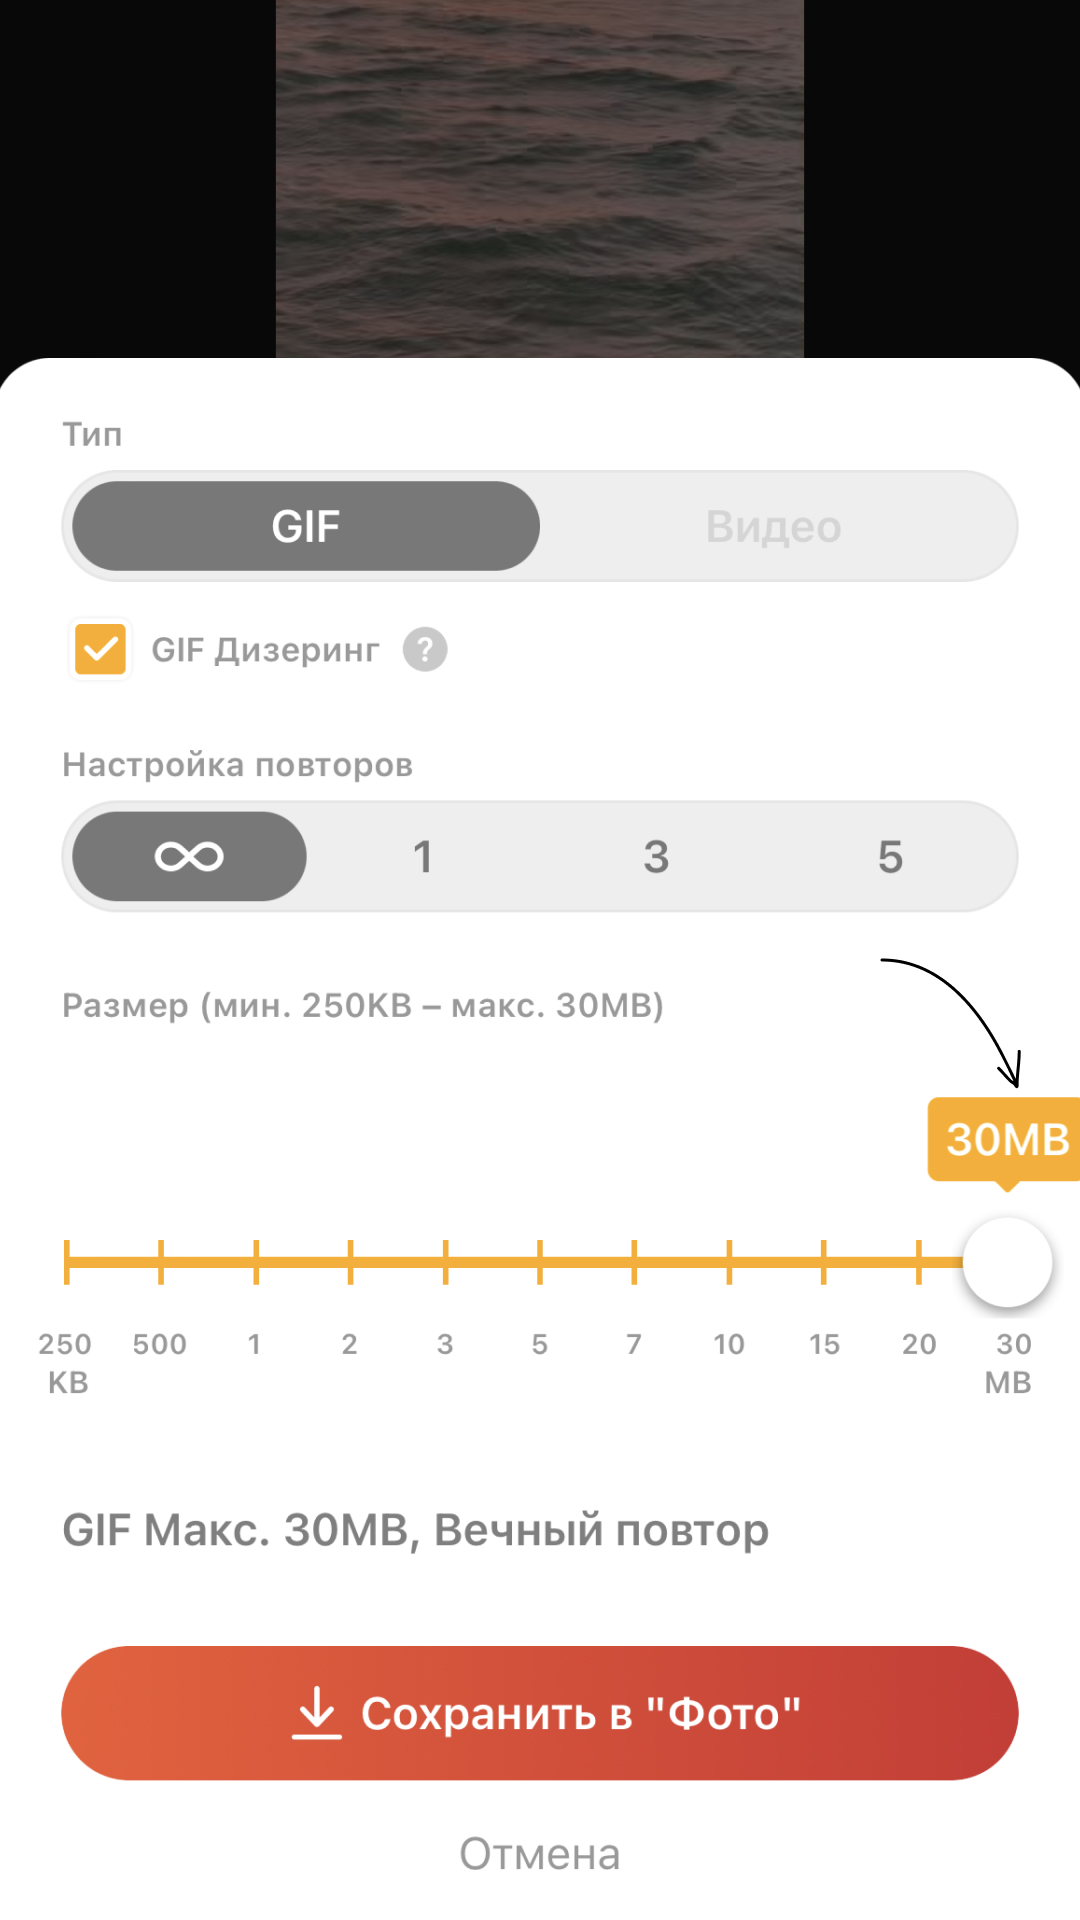 Тип
GIF Видео
GIF Дизеринг ?
Настройка повторов
∞ 1 3 5
Размер (мин. 250KB – макс. 30MB)
30MB
250 500 1 2 3 5 7 10 15 20 30
KB MB
GIF Макс. 30MB, Вечный повтор
Сохранить в "Фото"
Отмена